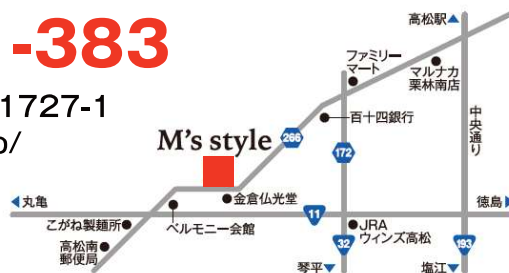 -383
1727-1
o/
高松駅
ファミリー
マート
マルナカ
栗林南店
中央通り
百十四銀行
266
172
M's style
丸亀
金倉仏光堂
徳島
11
こがね製麺所
ベルモニー会館
JRA
ウィンズ高松
高松南
郵便局
32
193
琴平
塩江